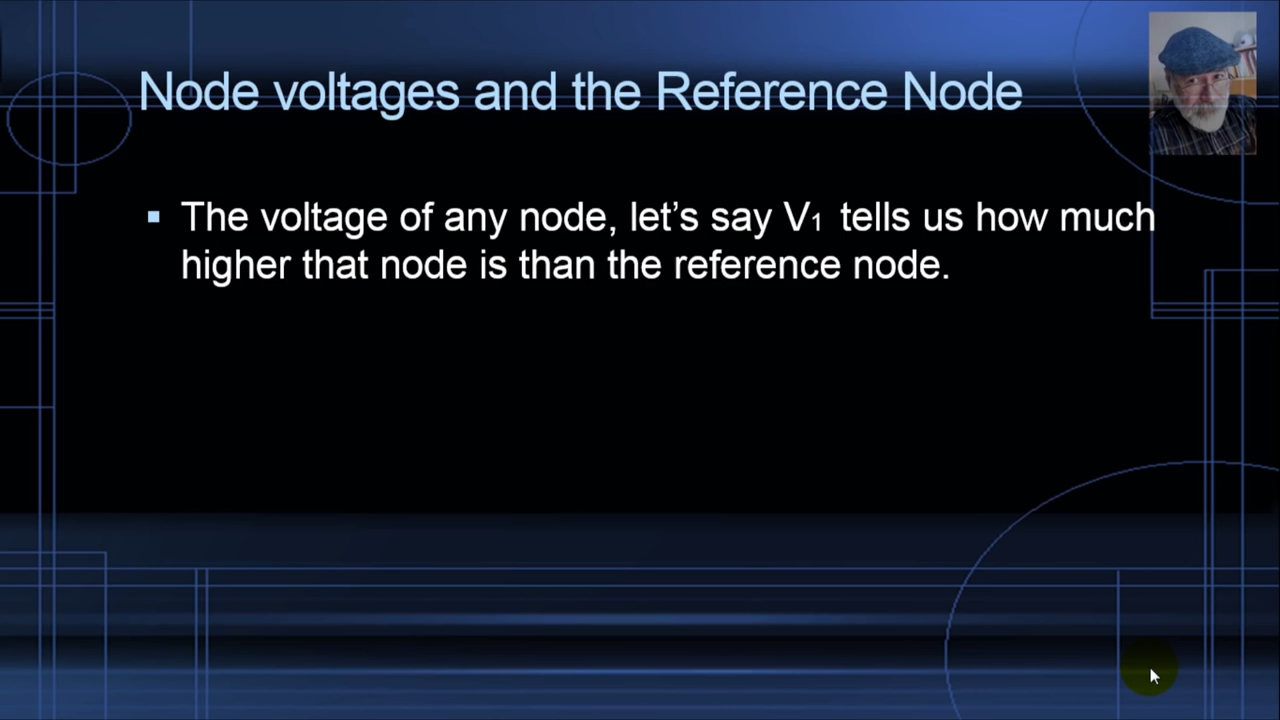 Node voltages and the Reference Node
▪ The voltage of any node, let’s say V₁ tells us how much
higher that node is than the reference node.